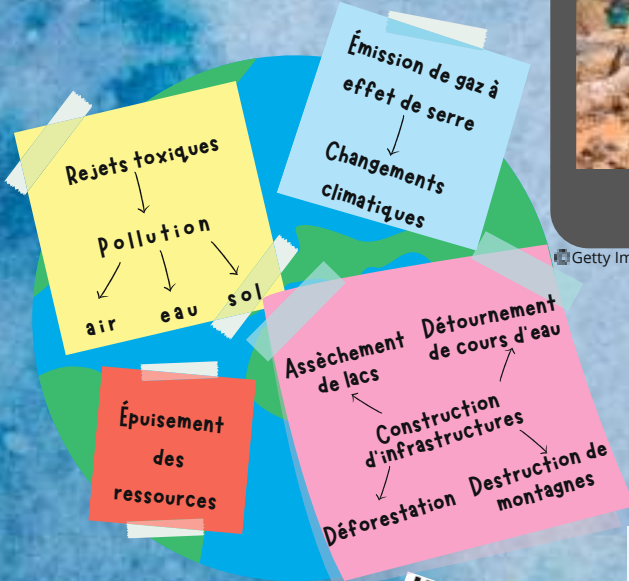 Émission de gaz à
effet de serre
Changements
climatiques
Rejets toxiques
Pollution
air eau sol
Getty Im
Assèchement
de lacs
Détournement
de cours d'eau
Construction
d'infrastructures
Déforestation
Destruction de
montagnes
Épuisement
des
ressources